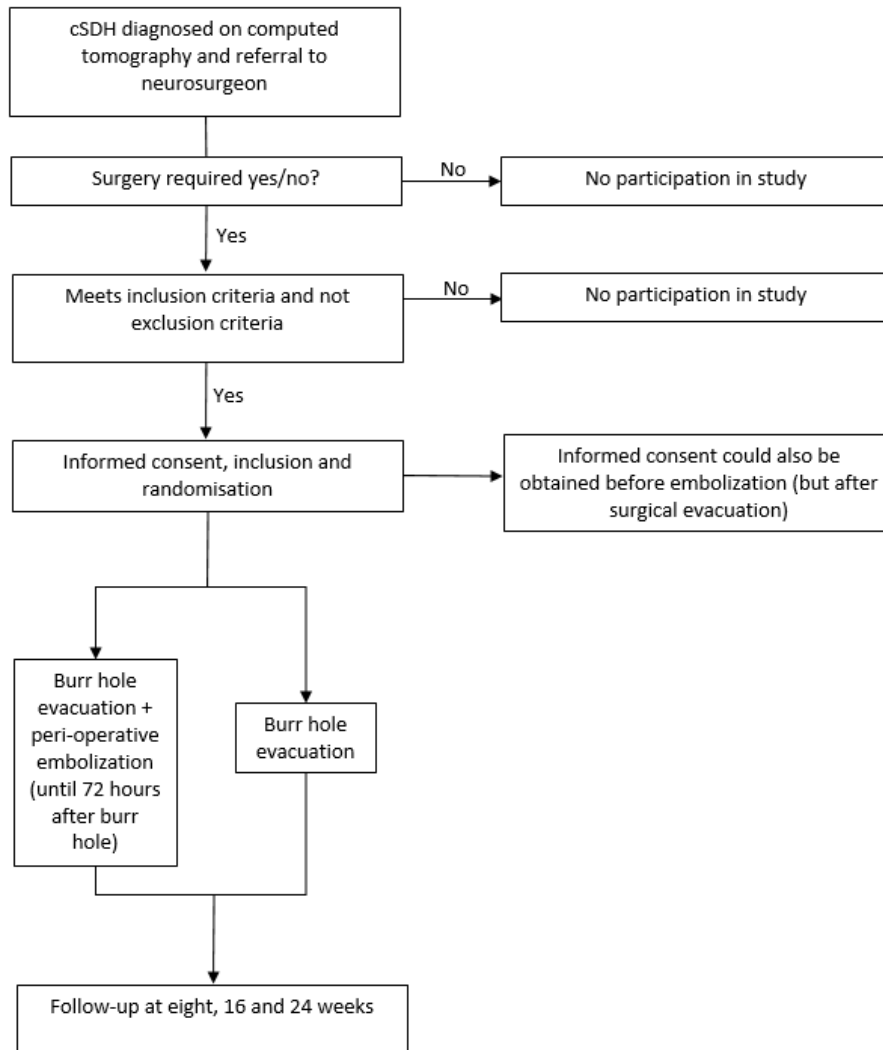 cSDH diagnosed on computed
tomography and referral to
neurosurgeon
Surgery required yes/no?
No
No participation in study
Yes
Meets inclusion criteria and not
exclusion criteria
No
No participation in study
Yes
Informed consent, inclusion and
randomisation
Informed consent could also be
obtained before embolization (but after
surgical evacuation)
Burr hole
evacuation +
peri-operative
embolization
(until 72 hours
after burr
hole)
Burr hole
evacuation
Follow-up at eight, 16 and 24 weeks